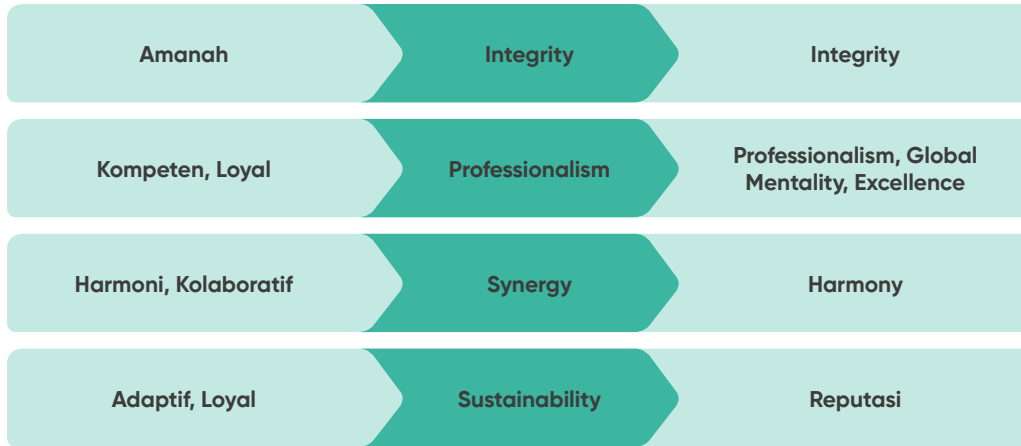 Amanah
Integrity
Integrity
Kompeten, Loyal
Professionalism
Professionalism, Global
Mentality, Excellence
Harmoni, Kolaboratif
Synergy
Harmony
Adaptif, Loyal
Sustainability
Reputasi